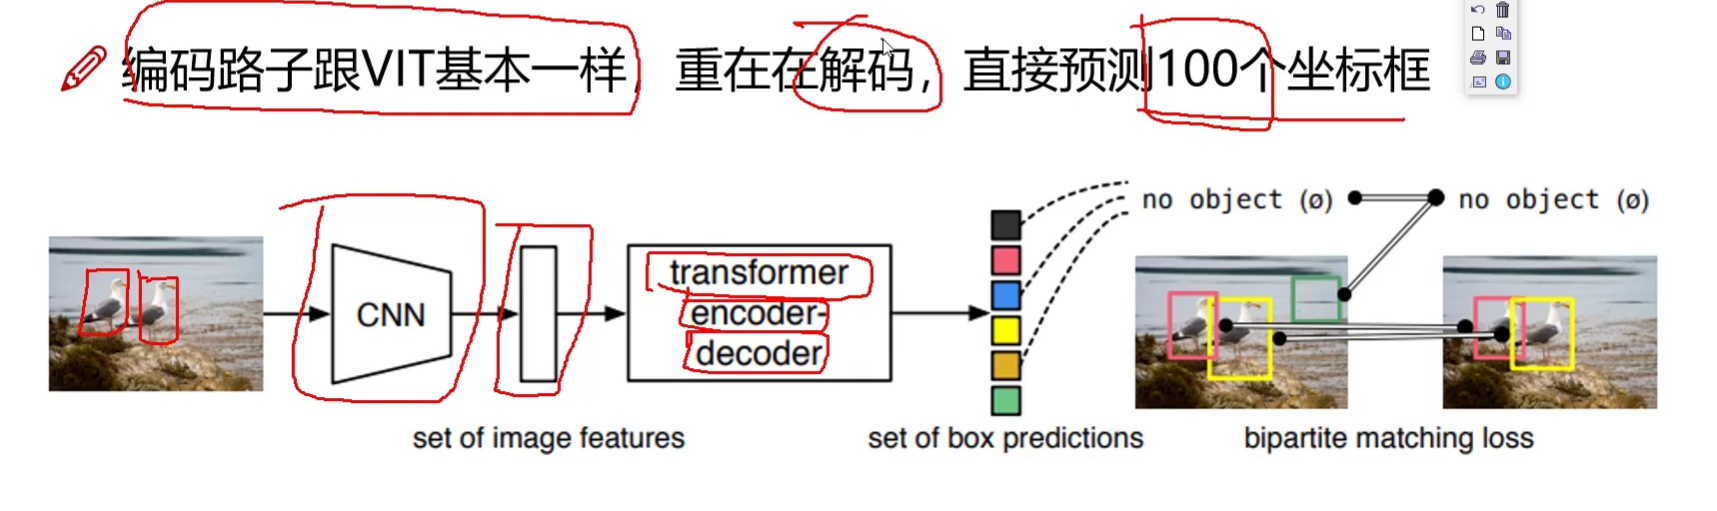 编码路子跟VIT基本一样，重在在解码，直接预测100个坐标框
no object (ø) no object (ø)
CNN
transformer
encoder-
decoder
set of image features
set of box predictions
bipartite matching loss